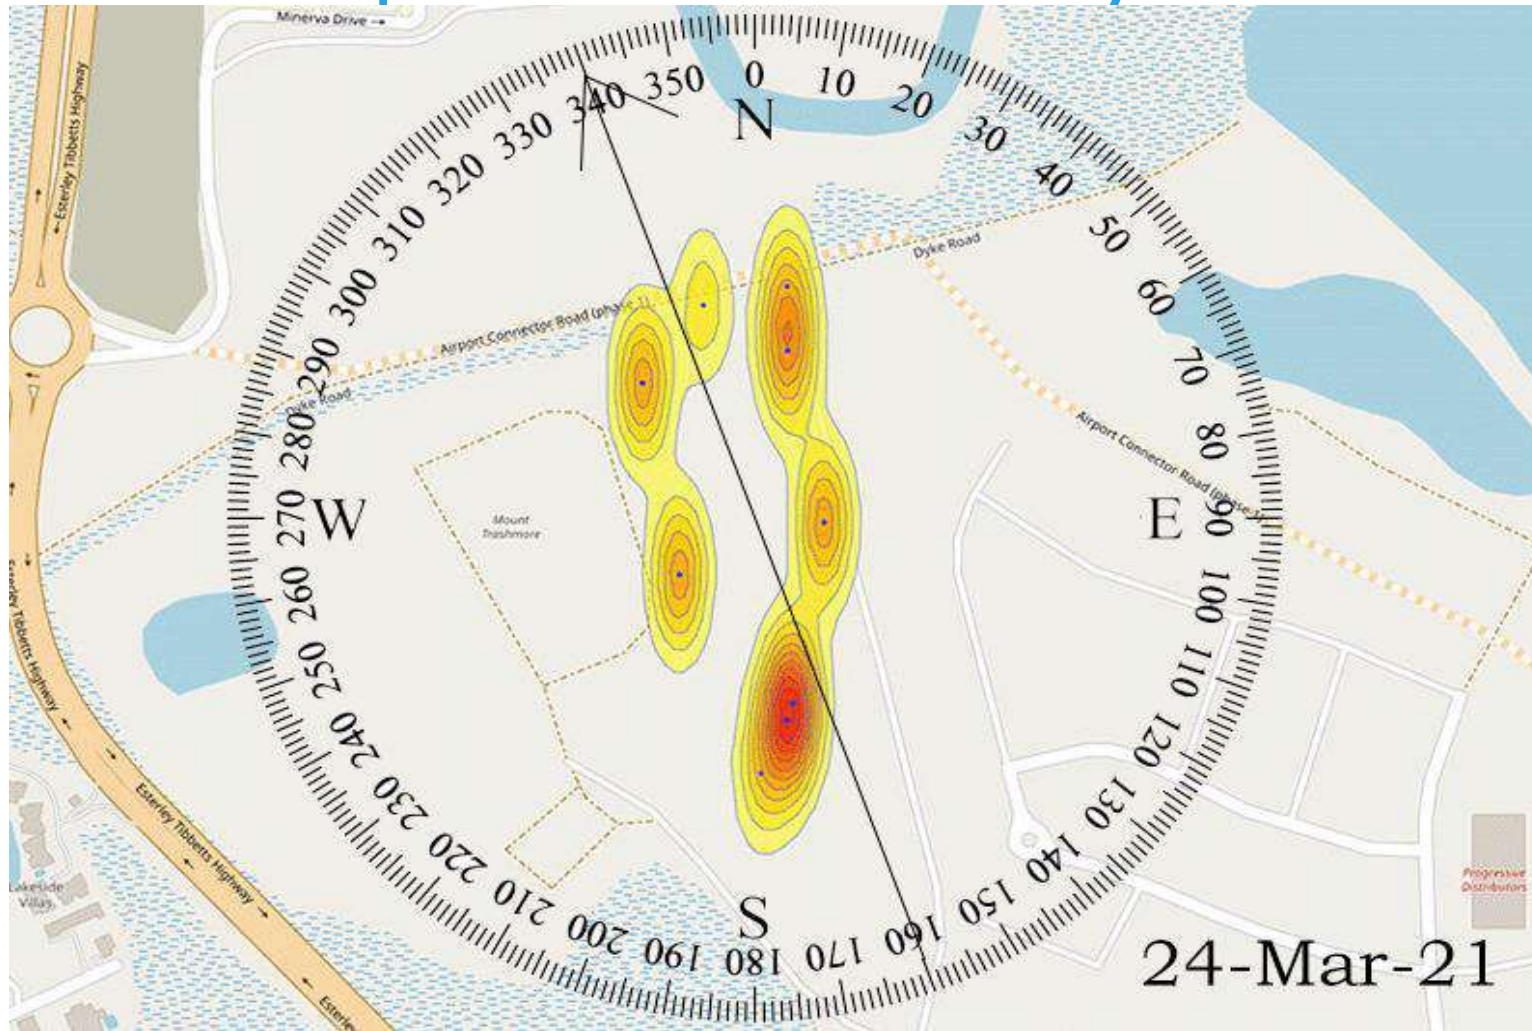 Minerva Drive →
Esterley Tibbetts Highway
←Esterley Tibbetts Highway
0
10
20
30
40
50
60
70
80
90
100
110
120
130
140
150
160
170
180
190
200
210
220
230
240
250
260
270
280
290
300
310
320
330
340
350
N
E
S
W
Dyke Road
Airport Connector Road (phase 1)
Dyke Road
Airport Connector Road (phase 1)
Mount
Trashmore
Esterley Tibbetts Highway
Esterley Tibbetts Highway
Lakeside
Villas
Progressive
Distributors
24-Mar-21